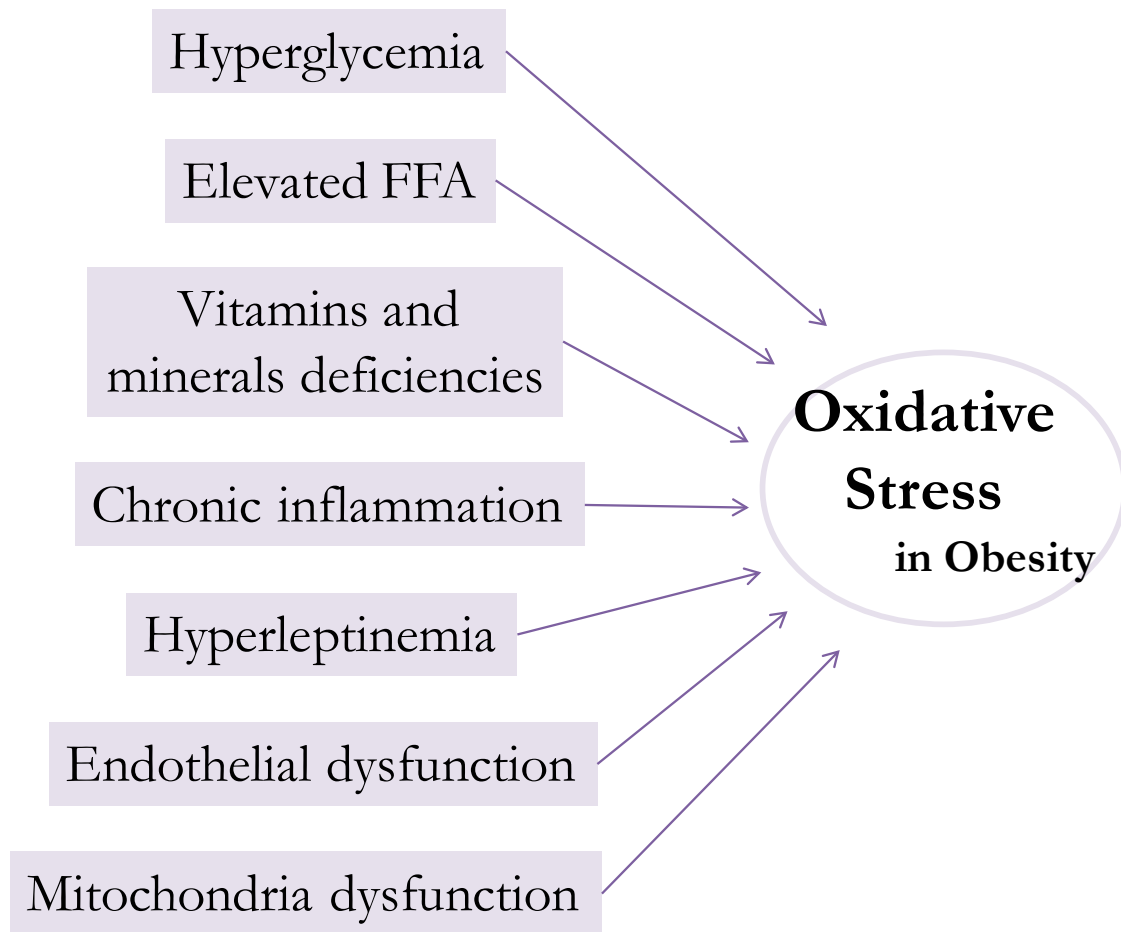 Hyperglycemia
Elevated FFA
Vitamins and
minerals deficiencies
Chronic inflammation
Hyperleptinemia
Endothelial dysfunction
Mitochondria dysfunction
Oxidative
Stress
in Obesity